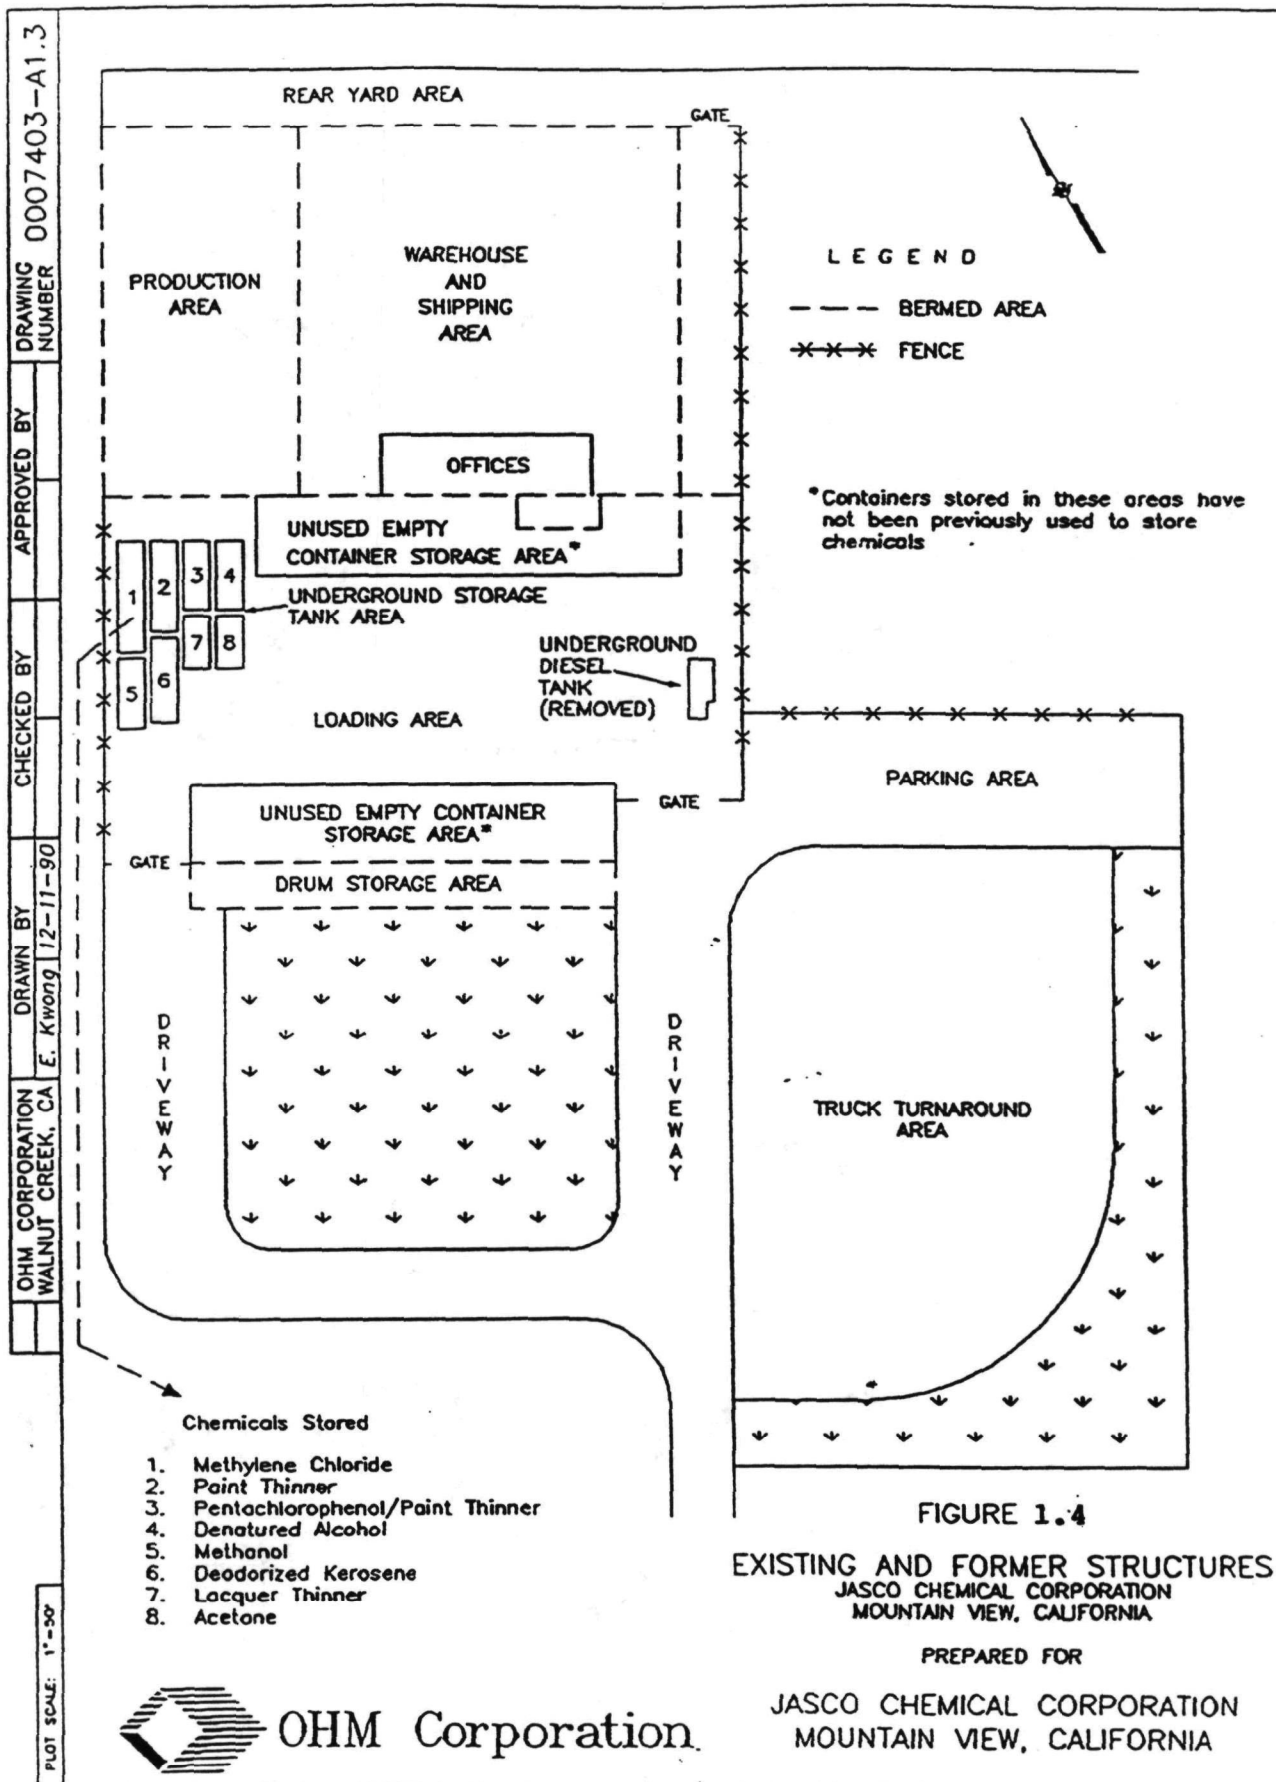 DRAWING NUMBER 0007403-A1.3
APPROVED BY
CHECKED BY
DRAWN BY
E. Kwong 12-11-90
OHM CORPORATION
WALNUT CREEK, CA
PLOT SCALE: 1"=50'
REAR YARD AREA
GATE
PRODUCTION
AREA
WAREHOUSE
AND
SHIPPING
AREA
OFFICES
LEGEND
BERMED AREA
FENCE
*Containers stored in these areas have
not been previously used to store
chemicals
UNUSED EMPTY
CONTAINER STORAGE AREA*
1
2
3
4
5
6
7
8
UNDERGROUND STORAGE
TANK AREA
UNDERGROUND
DIESEL
TANK
(REMOVED)
LOADING AREA
PARKING AREA
GATE
UNUSED EMPTY CONTAINER
STORAGE AREA*
GATE
DRUM STORAGE AREA
DRIVEWAY
DRIVEWAY
TRUCK TURNAROUND
AREA
Chemicals Stored
1. Methylene Chloride
2. Paint Thinner
3. Pentachlorophenol/Paint Thinner
4. Denatured Alcohol
5. Methanol
6. Deodorized Kerosene
7. Lacquer Thinner
8. Acetone
FIGURE 1.4
EXISTING AND FORMER STRUCTURES
JASCO CHEMICAL CORPORATION
MOUNTAIN VIEW, CALIFORNIA
PREPARED FOR
JASCO CHEMICAL CORPORATION
MOUNTAIN VIEW, CALIFORNIA
OHM Corporation